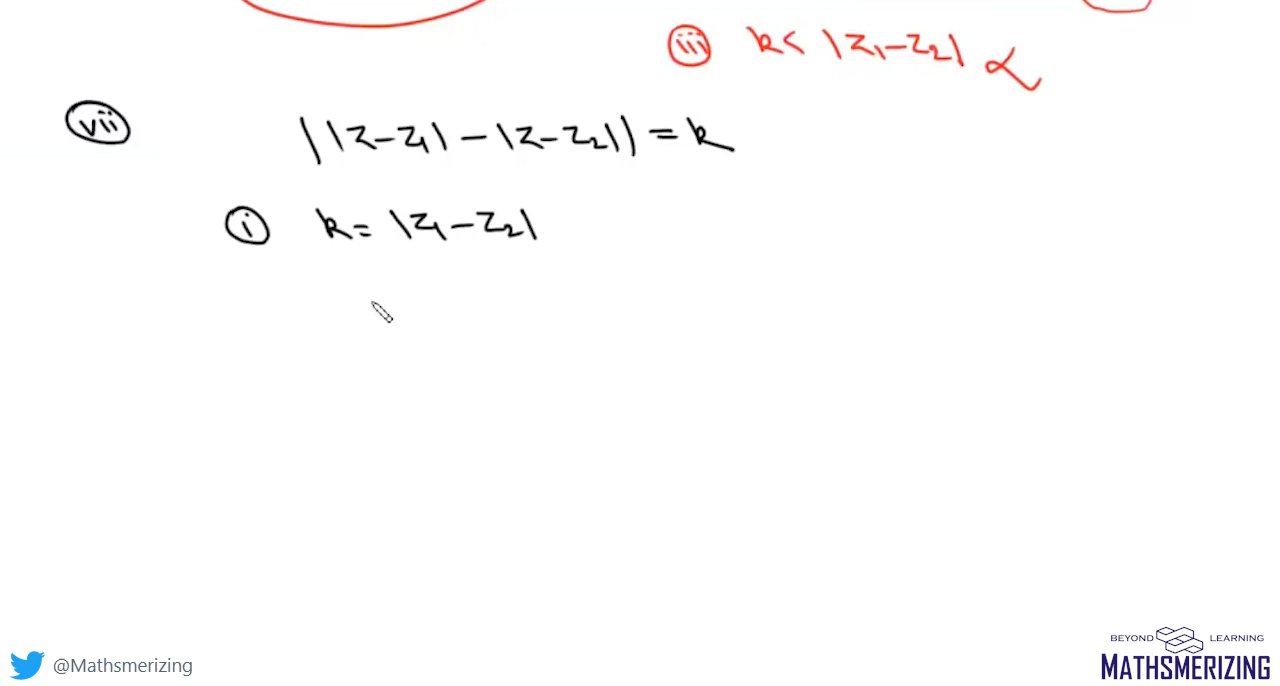 (iii) k < |z₁-z₂|
(vii) ||z-z₁| - |z-z₂|| = k
(i) k = |z₁-z₂|
@Mathsmerizing
BEYOND LEARNING
MATHSMERIZING